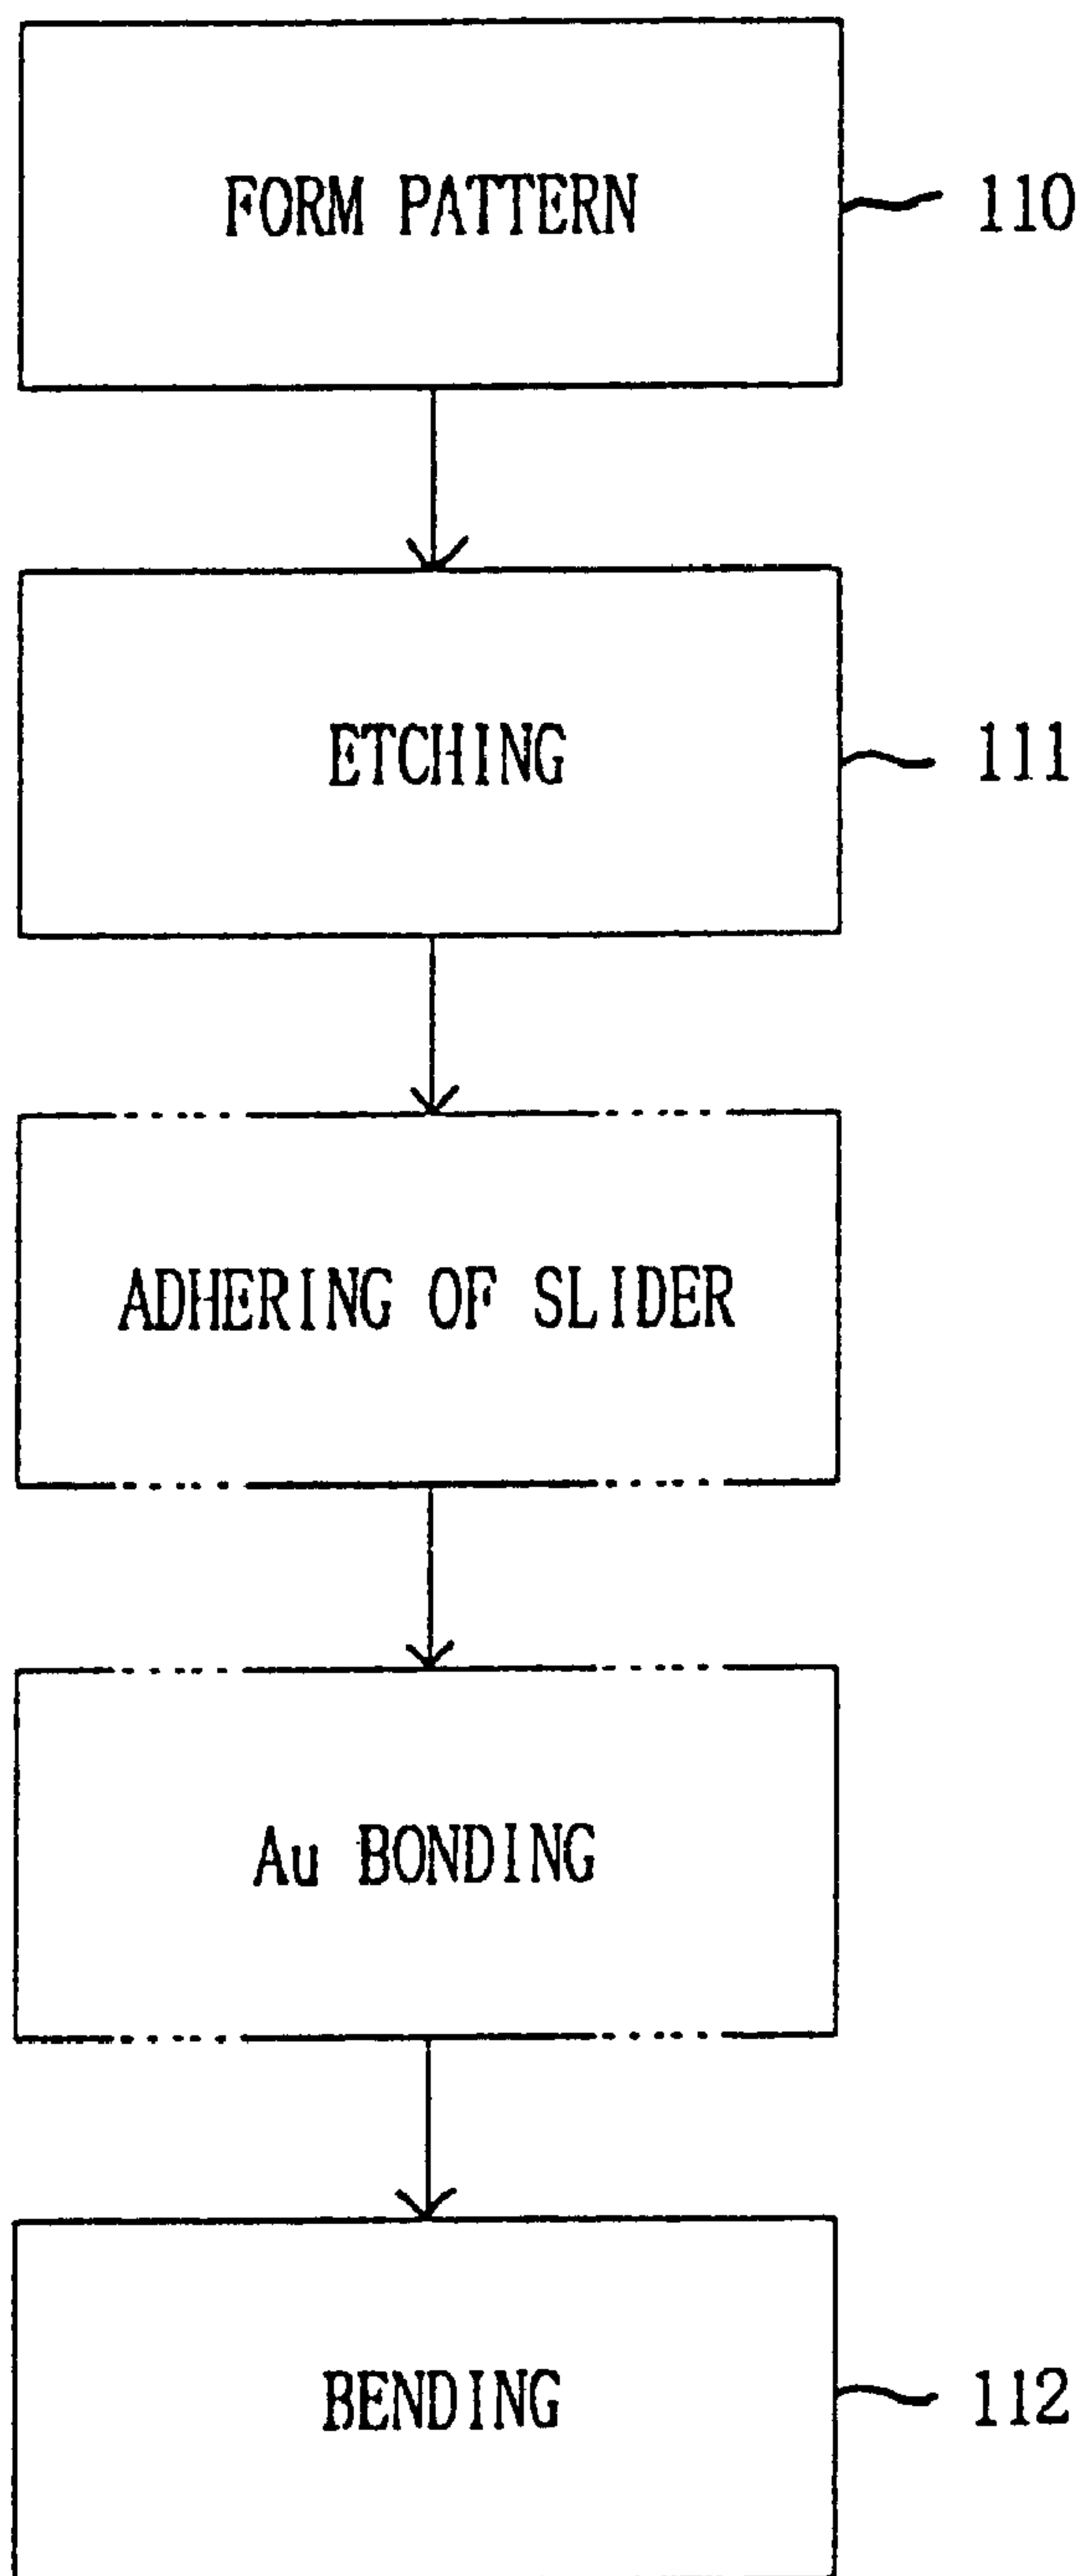 FORM PATTERN
110
ETCHING
111
ADHERING OF SLIDER
Au BONDING
BENDING
112